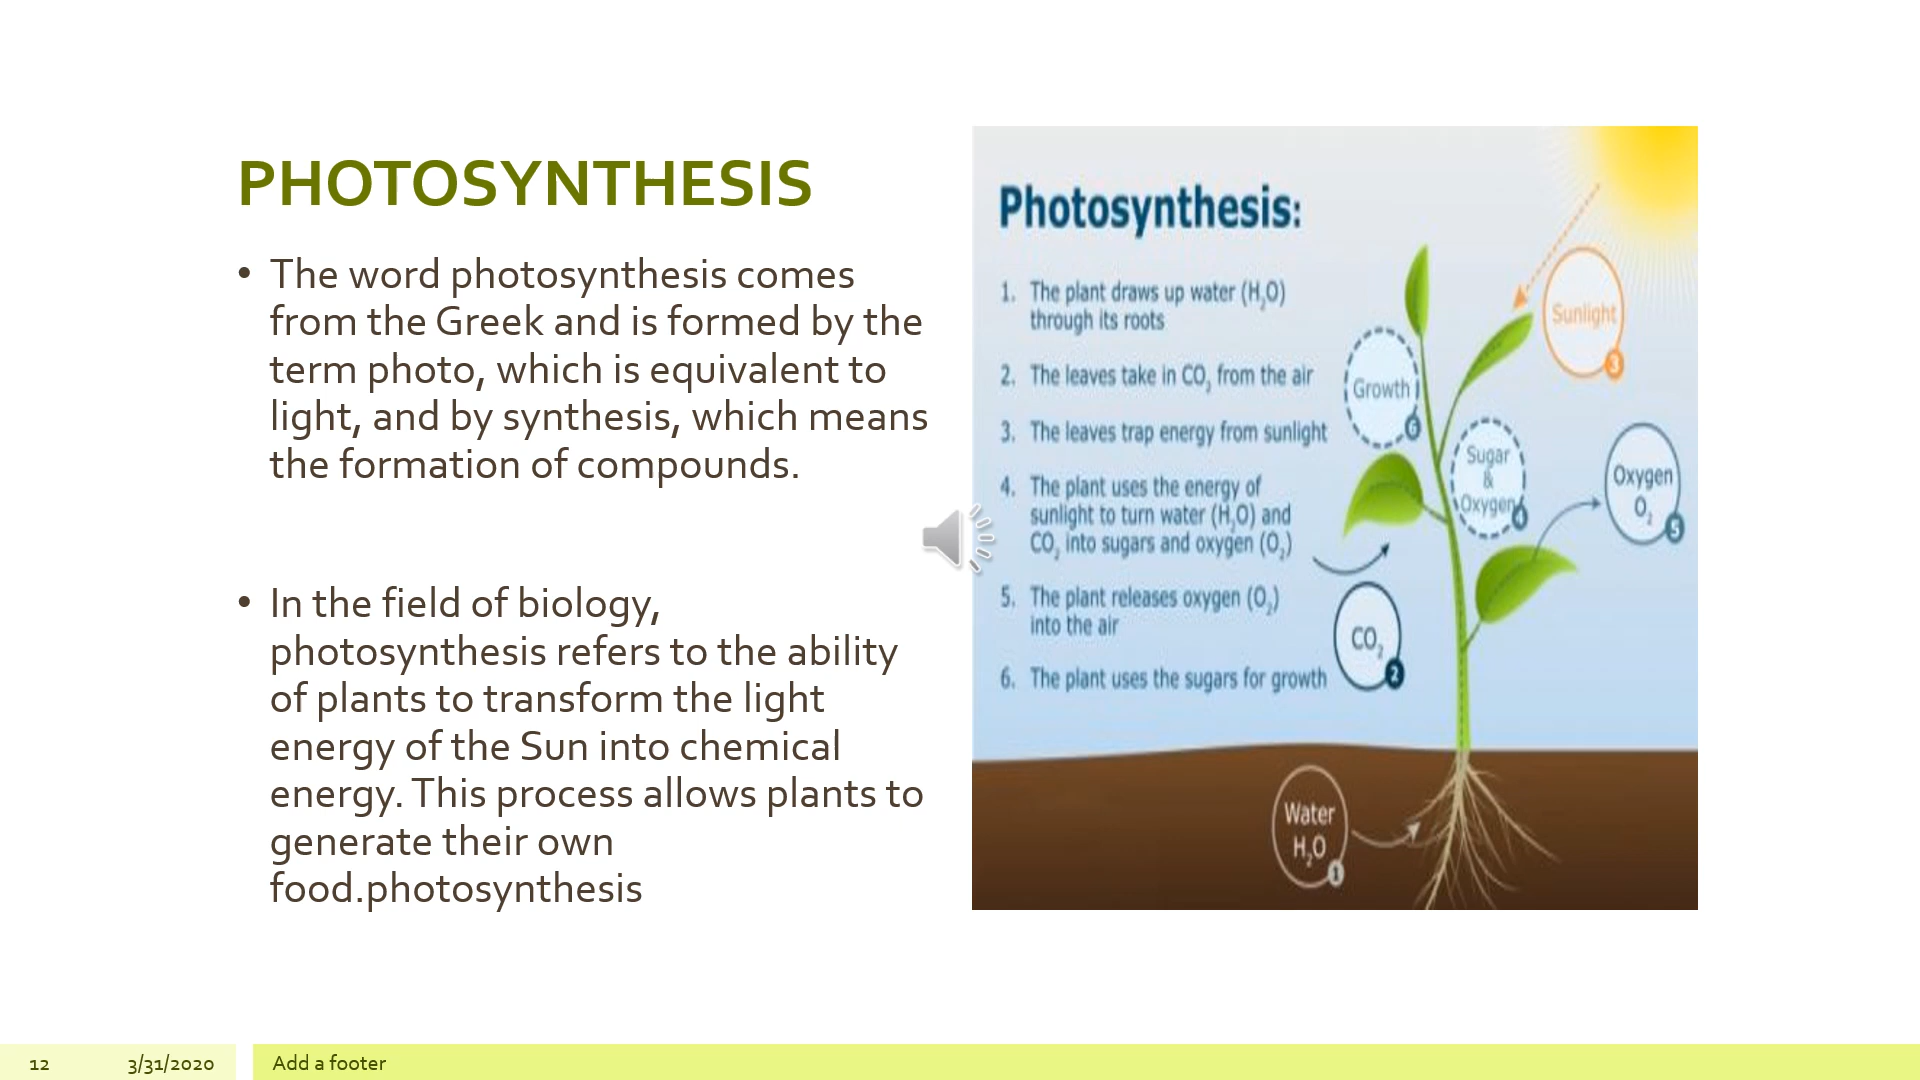 PHOTOSYNTHESIS
• The word photosynthesis comes
from the Greek and is formed by the
term photo, which is equivalent to
light, and by synthesis, which means
the formation of compounds.
• In the field of biology,
photosynthesis refers to the ability
of plants to transform the light
energy of the Sun into chemical
energy. This process allows plants to
generate their own
food.photosynthesis
Photosynthesis:
1. The plant draws up water (H₂O)
through its roots
2. The leaves take in CO₂ from the air
3. The leaves trap energy from sunlight
4. The plant uses the energy of
sunlight to turn water (H₂O) and
CO₂ into sugars and oxygen (O₂)
5. The plant releases oxygen (O₂)
into the air
6. The plant uses the sugars for growth
Sunlight
3
Growth
6
Sugar
&
Oxygen
4
Oxygen
O₂
5
CO₂
2
Water
H₂O
1
12
3/31/2020
Add a footer